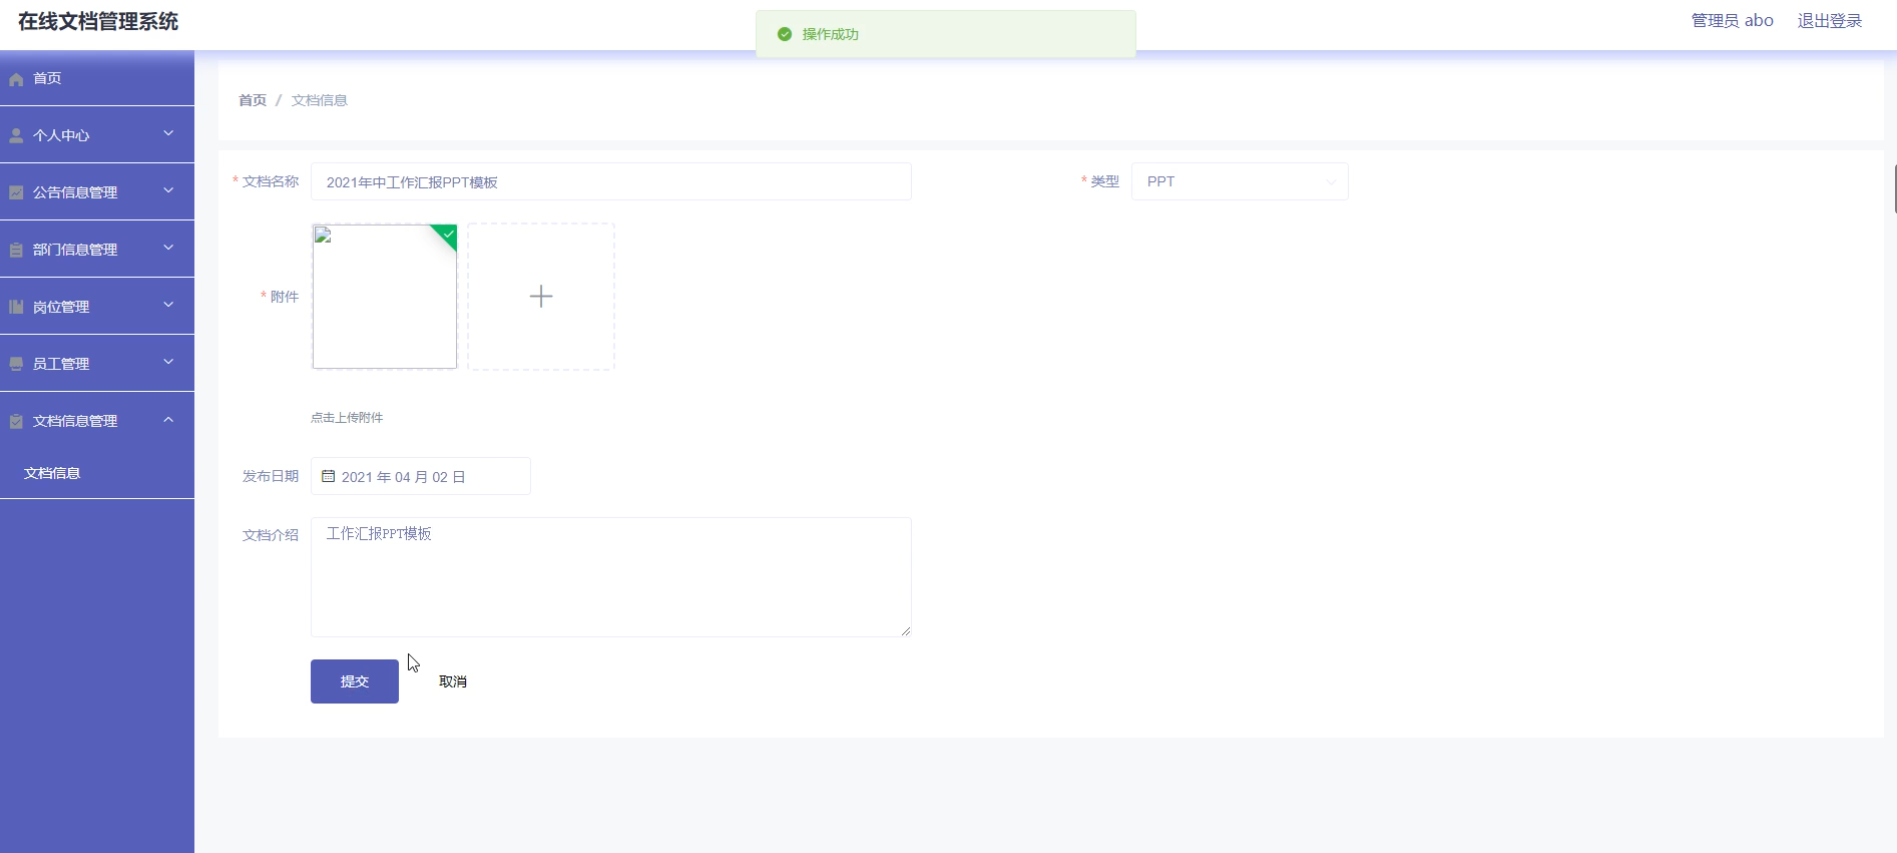 在线文档管理系统
操作成功
管理员 abo
退出登录
首页
个人中心
公告信息管理
部门信息管理
岗位管理
员工管理
文档信息管理
文档信息
首页 / 文档信息
* 文档名称
2021年中工作汇报PPT模板
* 类型
PPT
* 附件
点击上传附件
发布日期
2021 年 04 月 02 日
文档介绍
工作汇报PPT模板
提交
取消